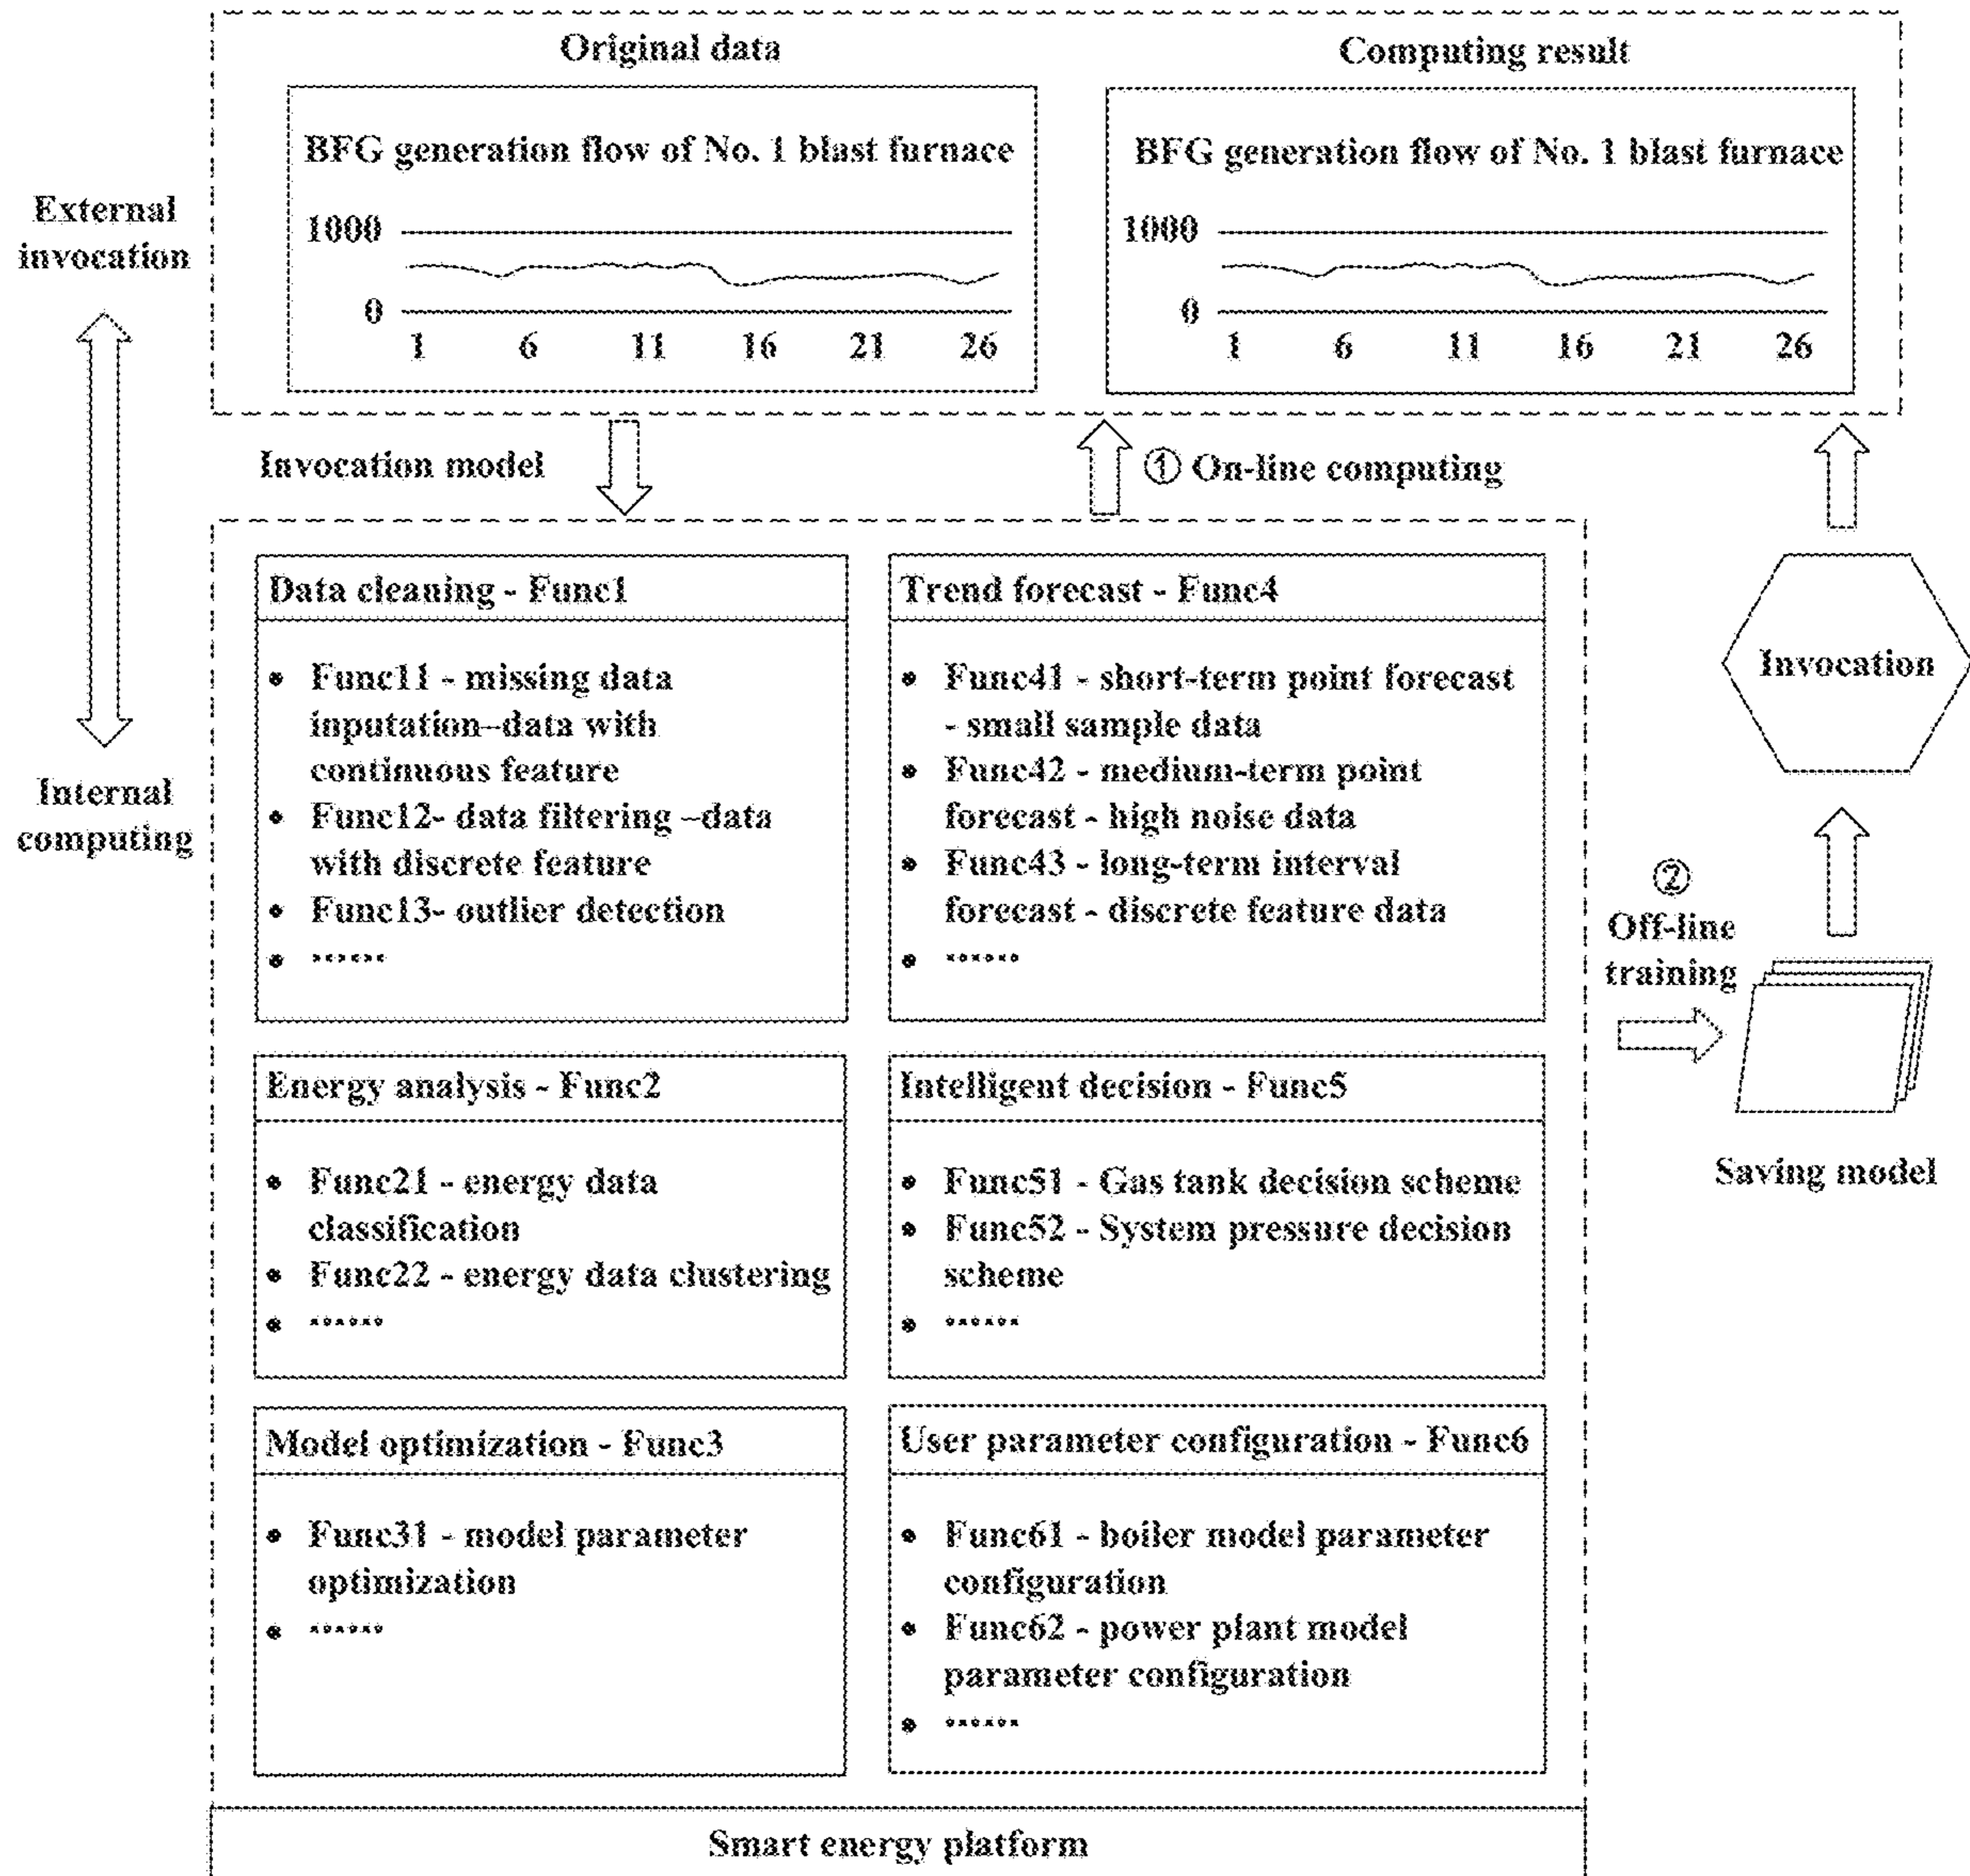 Original data
Computing result
BFG generation flow of No. 1 blast furnace
1000
0
1 6 11 16 21 26
BFG generation flow of No. 1 blast furnace
1000
0
1 6 11 16 21 26
External
invocation
Internal
computing
Invocation model
① On-line computing
Data cleaning - Func1
• Func11 - missing data
inputation--data with
continuous feature
• Func12- data filtering --data
with discrete feature
• Func13- outlier detection
• ······
Trend forecast - Func4
• Func41 - short-term point forecast
- small sample data
• Func42 - medium-term point
forecast - high noise data
• Func43 - long-term interval
forecast - discrete feature data
• ······
Energy analysis - Func2
• Func21 - energy data
classification
• Func22 - energy data clustering
• ······
Intelligent decision - Func5
• Func51 - Gas tank decision scheme
• Func52 - System pressure decision
scheme
• ······
Model optimization - Func3
• Func31 - model parameter
optimization
• ······
User parameter configuration - Func6
• Func61 - boiler model parameter
configuration
• Func62 - power plant model
parameter configuration
• ······
Smart energy platform
②
Off-line
training
Invocation
Saving model